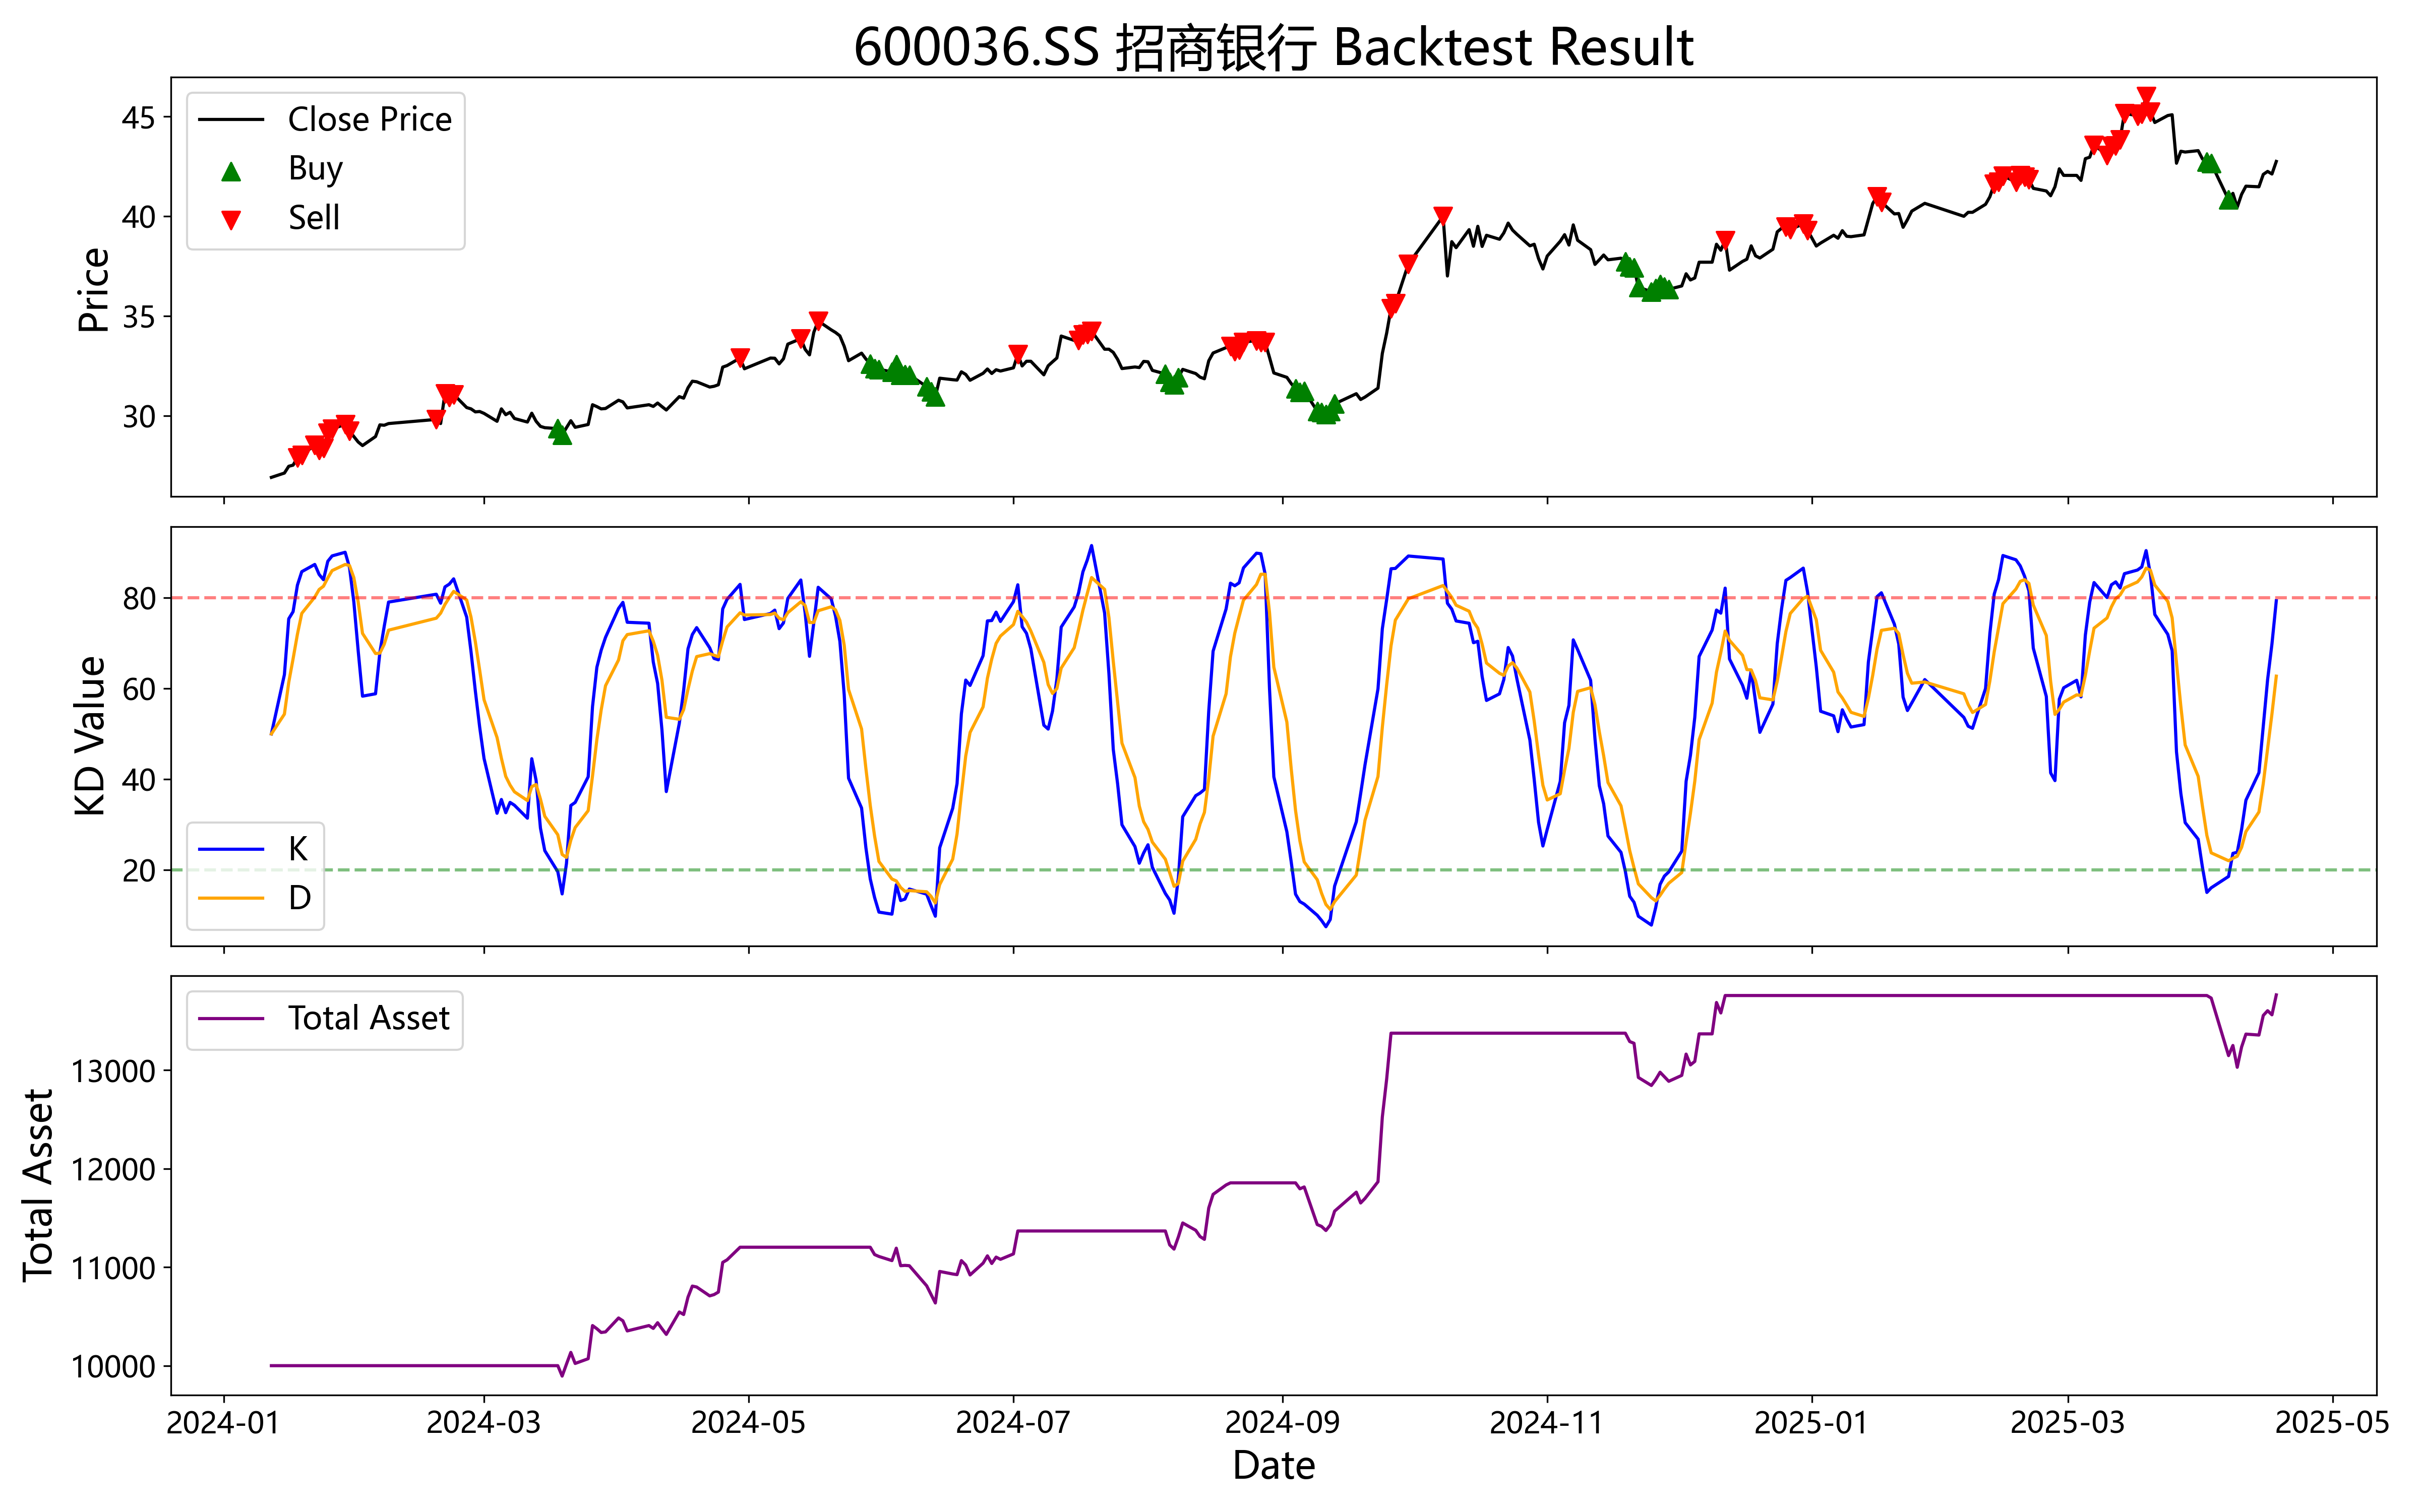 600036.SS 招商银行 Backtest Result
Close Price
Buy
Sell
Price
45
40
35
30
KD Value
80
60
40
20
K
D
Total Asset
Total Asset
13000
12000
11000
10000
2024-01
2024-03
2024-05
2024-07
2024-09
2024-11
2025-01
2025-03
2025-05
Date